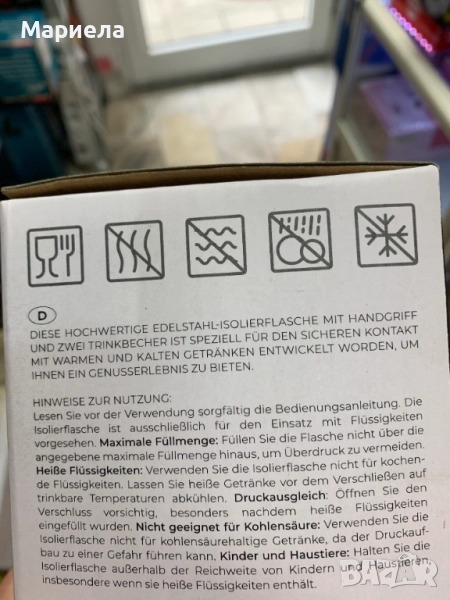 Мариела
D
DIESE HOCHWERTIGE EDELSTAHL-ISOLIERFLASCHE MIT HANDGRIFF
UND ZWEI TRINKBECHER IST SPEZIELL FÜR DEN SICHEREN KONTAKT
MIT WARMEN UND KALTEN GETRÄNKEN ENTWICKELT WORDEN, UM
IHNEN EIN GENUSSERLEBNIS ZU BIETEN.
HINWEISE ZUR NUTZUNG:
Lesen Sie vor der Verwendung sorgfältig die Bedienungsanleitung. Die
Isolierflasche ist ausschließlich für den Einsatz mit Flüssigkeiten
vorgesehen. Maximale Füllmenge: Füllen Sie die Flasche nicht über die
angegebene maximale Füllmenge hinaus, um Überdruck zu vermeiden.
Heiße Flüssigkeiten: Verwenden Sie die Isolierflasche nicht für kochen-
de Flüssigkeiten. Lassen Sie heiße Getränke vor dem Verschließen auf
trinkbare Temperaturen abkühlen. Druckausgleich: Öffnen Sie den
Verschluss vorsichtig, besonders nachdem heiße Flüssigkeiten
eingefüllt wurden. Nicht geeignet für Kohlensäure: Verwenden Sie die
Isolierflasche nicht für kohlensäurehaltige Getränke, da der Druckauf-
bau zu einer Gefahr führen kann. Kinder und Haustiere: Halten Sie die
Isolierflasche außerhalb der Reichweite von Kindern und Haustieren,
insbesondere wenn sie heiße Flüssigkeiten enthält.
BAZAR